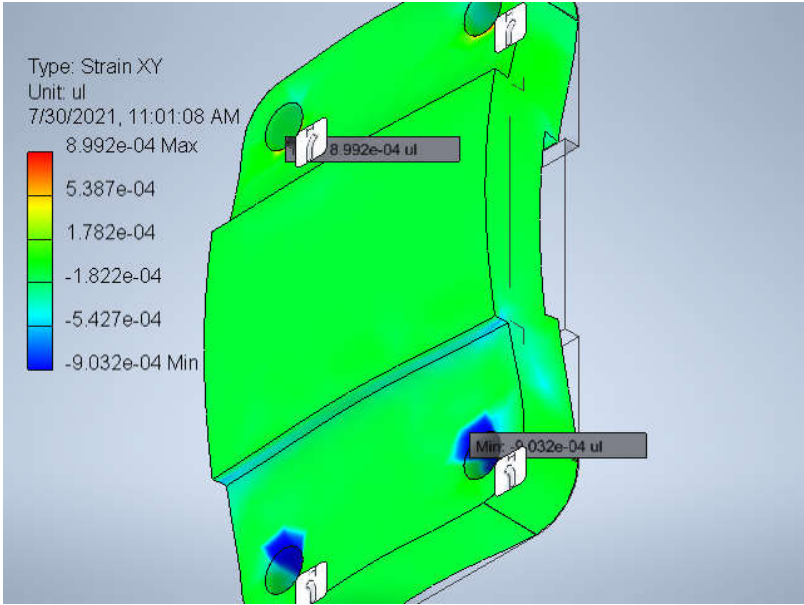 Type: Strain XY
Unit: ul
7/30/2021, 11:01:08 AM
8.992e-04 Max
5.387e-04
1.782e-04
-1.822e-04
-5.427e-04
-9.032e-04 Min
8.992e-04 ul
Min: -9.032e-04 ul